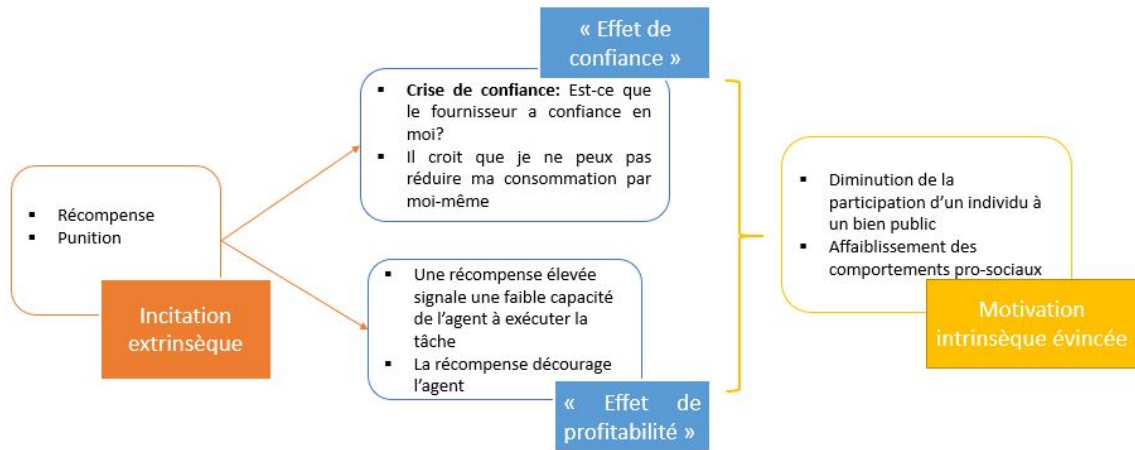 ▪ Récompense
▪ Punition
Incitation
extrinsèque
« Effet de
confiance »
▪ Crise de confiance: Est-ce que
le fournisseur a confiance en
moi?
▪ Il croit que je ne peux pas
réduire ma consommation par
moi-même
▪ Une récompense élevée
signale une faible capacité
de l’agent à exécuter la
tâche
▪ La récompense décourage
l’agent
« Effet de
profitabilité »
▪ Diminution de la
participation d’un individu à
un bien public
▪ Affaiblissement des
comportements pro-sociaux
Motivation
intrinsèque évincée